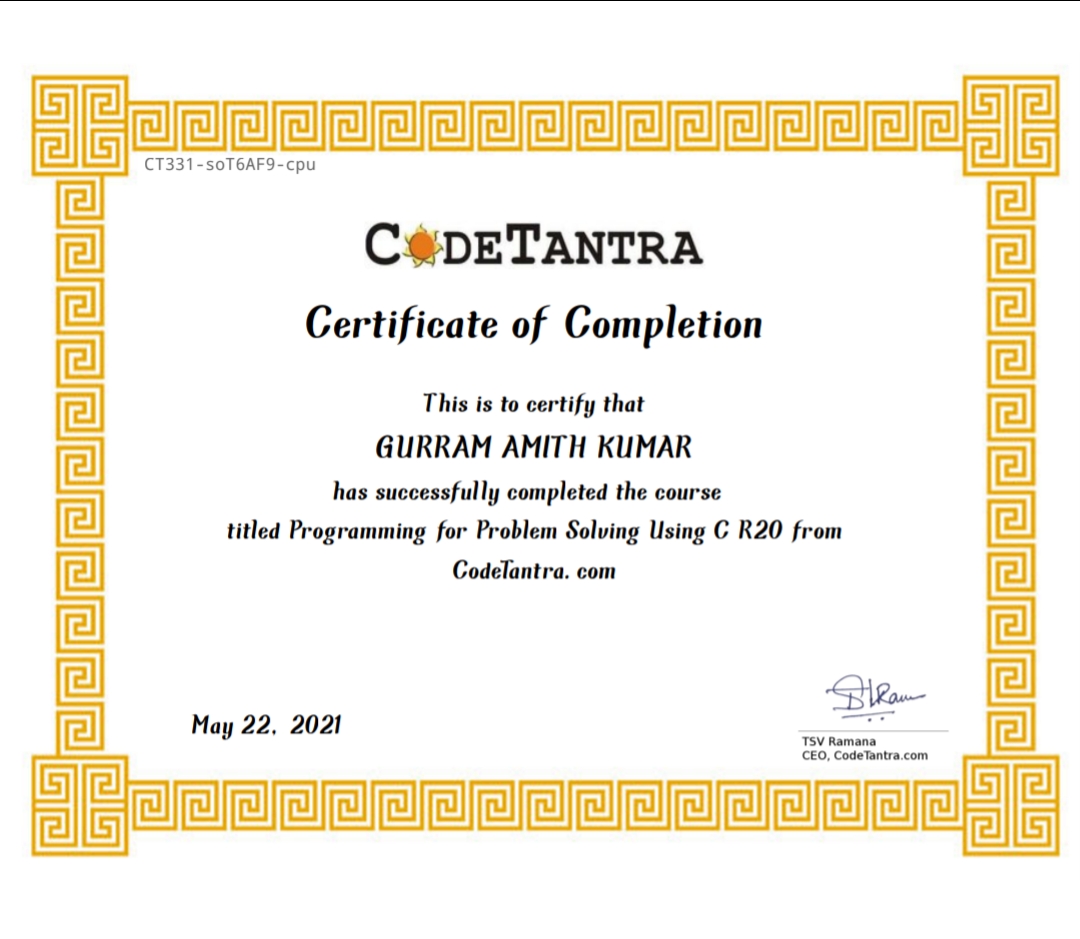 CT331-soT6AF9-cpu
CODETANTRA
Certificate of Completion
This is to certify that
GURRAM AMITH KUMAR
has successfully completed the course
titled Programming for Problem Solving Using C R20 from
CodeTantra. com
May 22, 2021
TSV Ramana
CEO, CodeTantra.com